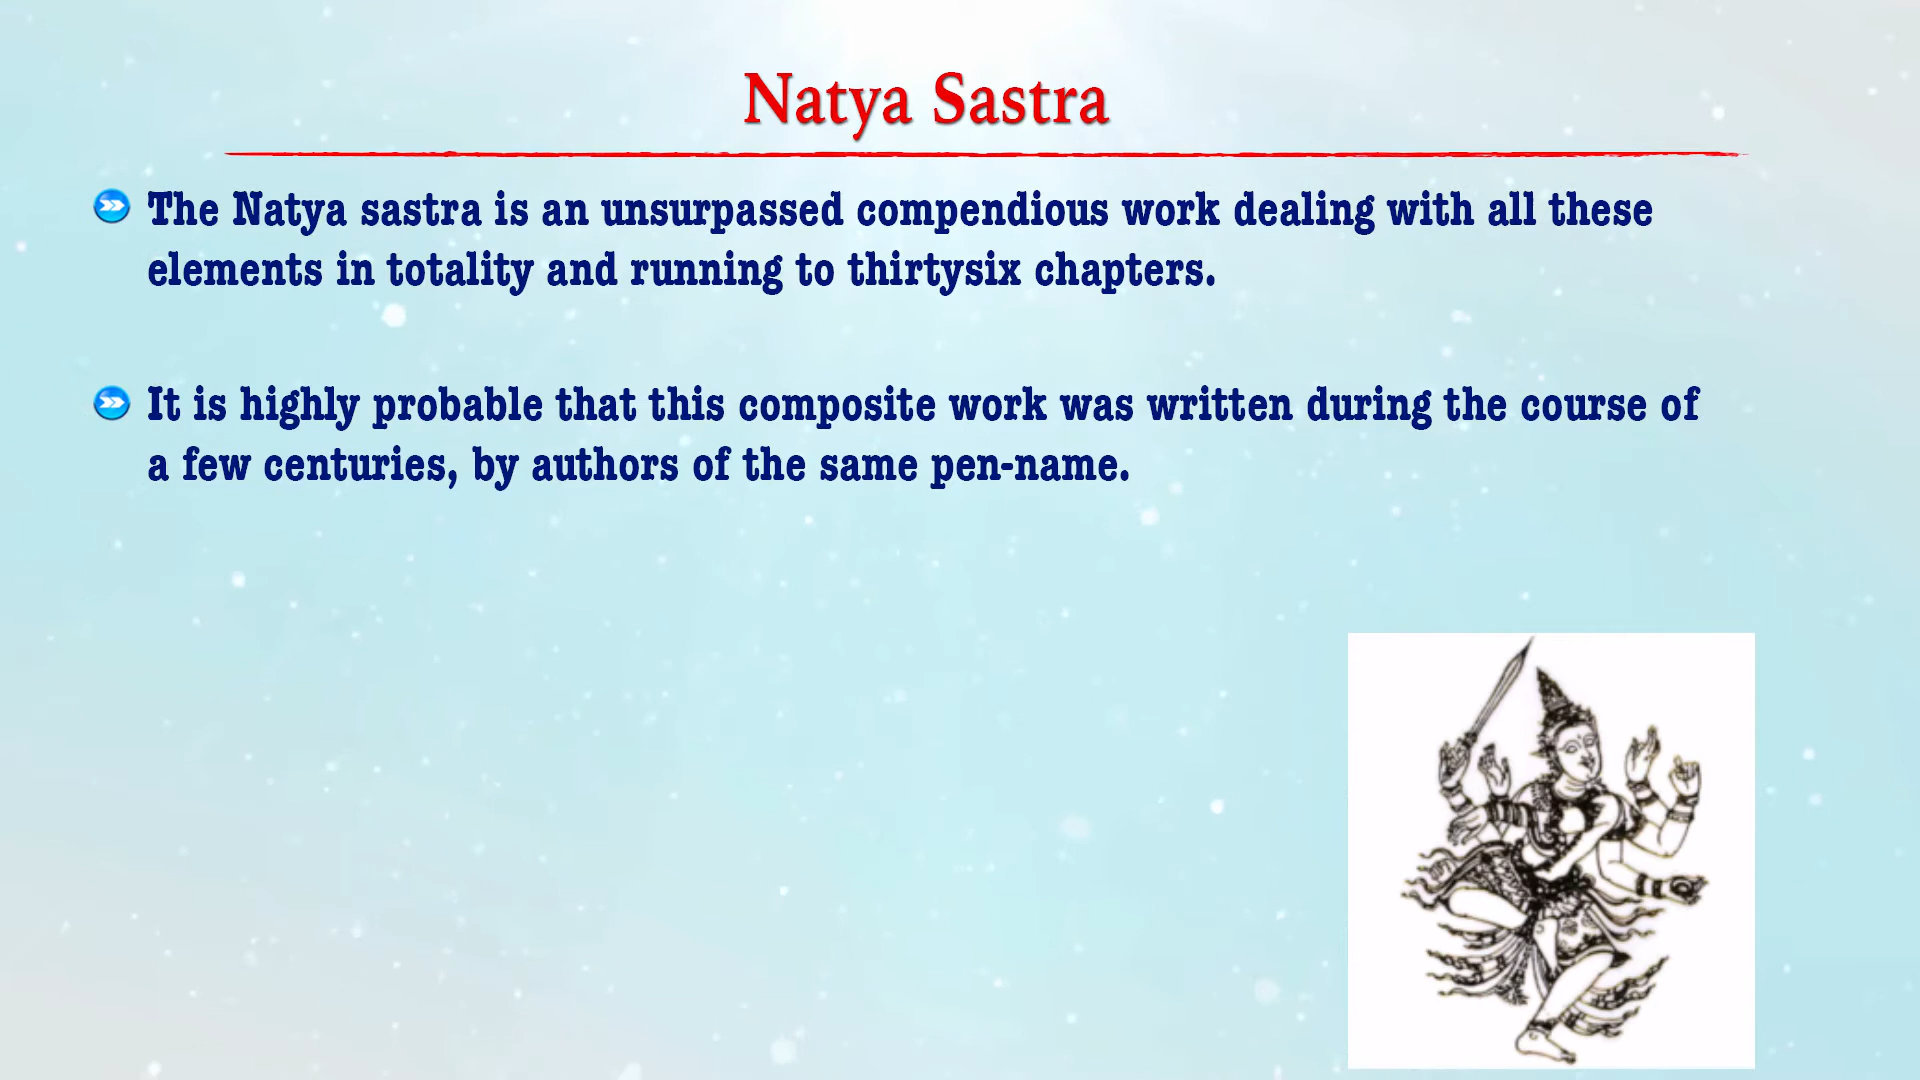 Natya Sastra
The Natya sastra is an unsurpassed compendious work dealing with all these
elements in totality and running to thirtysix chapters.
It is highly probable that this composite work was written during the course of
a few centuries, by authors of the same pen-name.